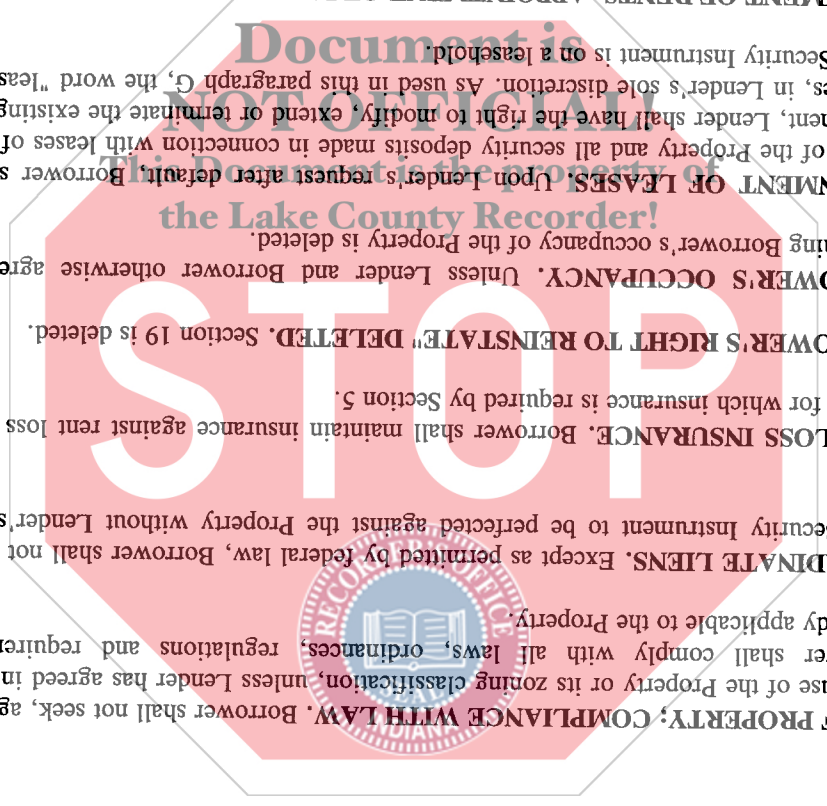 T PROPERTY; COMPLIANCE WITH LAW. Borrower shall not seek, ag
use of the Property or its zoning classification, unless Lender has agreed in
er shall comply with all laws, ordinances, regulations and requirer
dy applicable to the Property.
DINATE LIENS. Except as permitted by federal law, Borrower shall not
Security Instrument to be perfected against the Property without Lender's
LOSS INSURANCE. Borrower shall maintain insurance against rent loss
for which insurance is required by Section 5.
OWER'S RIGHT TO REINSTATE" DELETED. Section 19 is deleted.
OWER'S OCCUPANCY. Unless Lender and Borrower otherwise agre
ning Borrower's occupancy of the Property is deleted.
NMENT OF LEASES. Upon Lender's request after default, Borrower s
of the Property and all security deposits made in connection with leases of
nent, Lender shall have the right to modify, extend or terminate the existing
es, in Lender's sole discretion. As used in this paragraph G, the word "leas
Security Instrument is on a leasehold.
Document is
NOT OFFICIAL!
This Document is the property of
the Lake County Recorder!
STOP
RECORDER'S OFFICE
SEAL
INDIANA